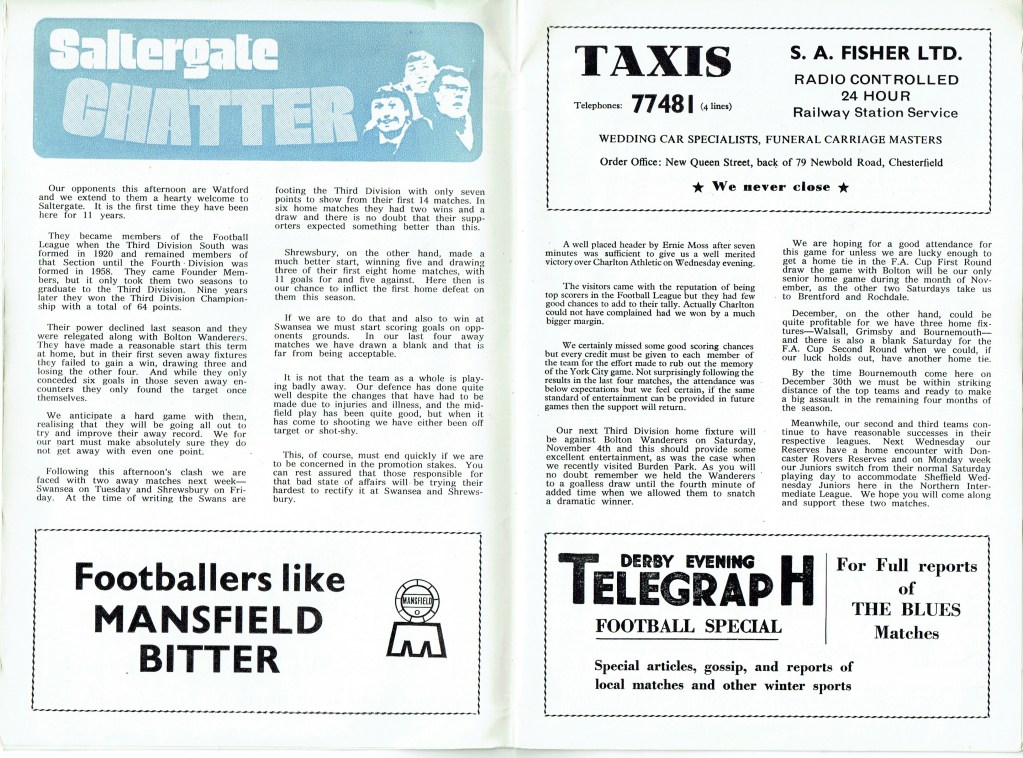 Saltergate
CHATTER
Our opponents this afternoon are Watford
and we extend to them a hearty welcome to
Saltergate. It is the first time they have been
here for 11 years.
They became members of the Football
League when the Third Division South was
formed in 1920 and remained members of
that Section until the Fourth Division was
formed in 1958. They came Founder Mem-
bers, but it only took them two seasons to
graduate to the Third Division. Nine years
later they won the Third Division Champion-
ship with a total of 64 points.
Their power declined last season and they
were relegated along with Bolton Wanderers.
They have made a reasonable start this term
at home, but in their first seven away fixtures
they failed to gain a win, drawing three and
losing the other four. And while they only
conceded six goals in those seven away en-
counters they only found the target once
themselves.
We anticipate a hard game with them,
realising that they will be going all out to
try and improve their away record. We for
our part must make absolutely sure they do
not get away with even one point.
Following this afternoon's clash we are
faced with two away matches next week—
Swansea on Tuesday and Shrewsbury on Fri-
day. At the time of writing the Swans are
footing the Third Division with only seven
points to show from their first 14 matches. In
six home matches they had two wins and a
draw and there is no doubt that their supp-
orters expected something better than this.
Shrewsbury, on the other hand, made a
much better start, winning five and drawing
three of their first eight home matches, with
11 goals for and five against. Here then is
our chance to inflict the first home defeat on
them this season.
If we are to do that and also to win at
Swansea we must start scoring goals on opp-
onents grounds. In our last four away
matches we have drawn a blank and that is
far from being acceptable.
It is not that the team as a whole is play-
ing badly away. Our defence has done quite
well despite the changes that have had to be
made due to injuries and illness, and the mid-
field play has been quite good, but when it
has come to shooting we have either been off
target or shot-shy.
This, of course, must end quickly if we are
to be concerned in the promotion stakes. You
can rest assured that those responsible for
that bad state of affairs will be trying their
hardest to rectify it at Swansea and Shrews-
bury.
Footballers like
MANSFIELD
BITTER
MANSFIELD
M
TAXIS
Telephones: 77481 (4 lines)
S. A. FISHER LTD.
RADIO CONTROLLED
24 HOUR
Railway Station Service
WEDDING CAR SPECIALISTS, FUNERAL CARRIAGE MASTERS
Order Office: New Queen Street, back of 79 Newbold Road, Chesterfield
★ We never close ★
A well placed header by Ernie Moss after seven
minutes was sufficient to give us a well merited
victory over Charlton Athletic on Wednesday evening.
The visitors came with the reputation of being
top scorers in the Football League but they had few
good chances to add to their tally. Actually Charlton
could not have complained had we won by a much
bigger margin.
We certainly missed some good scoring chances
but every credit must be given to each member of
the team for the effort made to rub out the memory
of the York City game. Not surprisingly following the
results in the last four matches, the attendance was
below expectations but we feel certain, if the same
standard of entertainment can be provided in future
games then the support will return.
Our next Third Division home fixture will
be against Bolton Wanderers on Saturday,
November 4th and this should provide some
excellent entertainment, as was the case when
we recently visited Burden Park. As you will
no doubt remember we held the Wanderers
to a goalless draw until the fourth minute of
added time when we allowed them to snatch
a dramatic winner.
We are hoping for a good attendance for
this game for unless we are lucky enough to
get a home tie in the F.A. Cup First Round
draw the game with Bolton will be our only
senior home game during the month of Nov-
ember, as the other two Saturdays take us
to Brentford and Rochdale.
December, on the other hand, could be
quite profitable for we have three home fix-
tures—Walsall, Grimsby and Bournemouth—
and there is also a blank Saturday for the
F.A. Cup Second Round when we could, if
our luck holds out, have another home tie.
By the time Bournemouth come here on
December 30th we must be within striking
distance of the top teams and ready to make
a big assault in the remaining four months of
the season.
Meanwhile, our second and third teams con-
tinue to have reasonable successes in their
respective leagues. Next Wednesday our
Reserves have a home encounter with Don-
caster Rovers Reserves and on Monday week
our Juniors switch from their normal Saturday
playing day to accommodate Sheffield Wed-
nesday Juniors here in the Northern Inter-
mediate League. We hope you will come along
and support these two matches.
DERBY EVENING
TELEGRAPH
FOOTBALL SPECIAL
For Full reports
of
THE BLUES
Matches
Special articles, gossip, and reports of
local matches and other winter sports